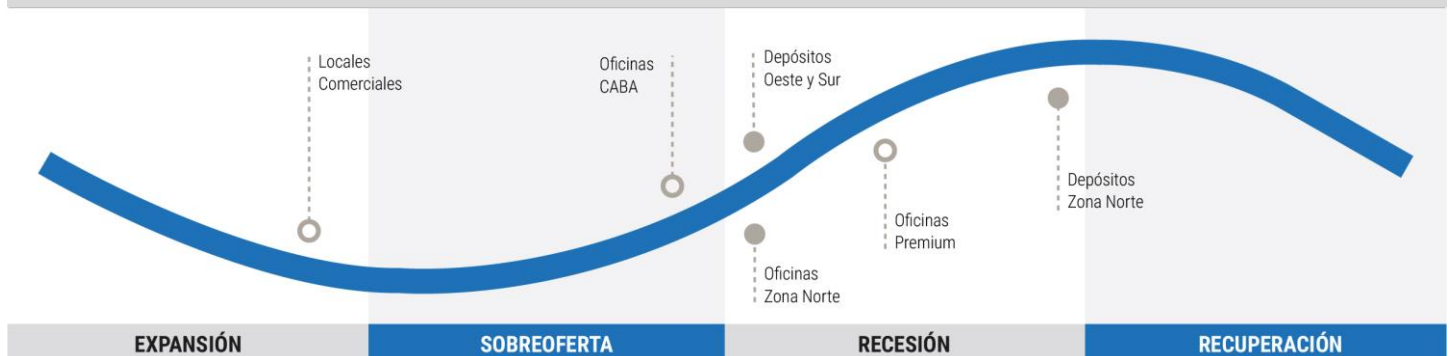 Locales
Comerciales
Oficinas
CABA
Depósitos
Oeste y Sur
Depósitos
Zona Norte
Oficinas
Premium
Oficinas
Zona Norte
EXPANSIÓN
SOBREOFERTA
RECESIÓN
RECUPERACIÓN